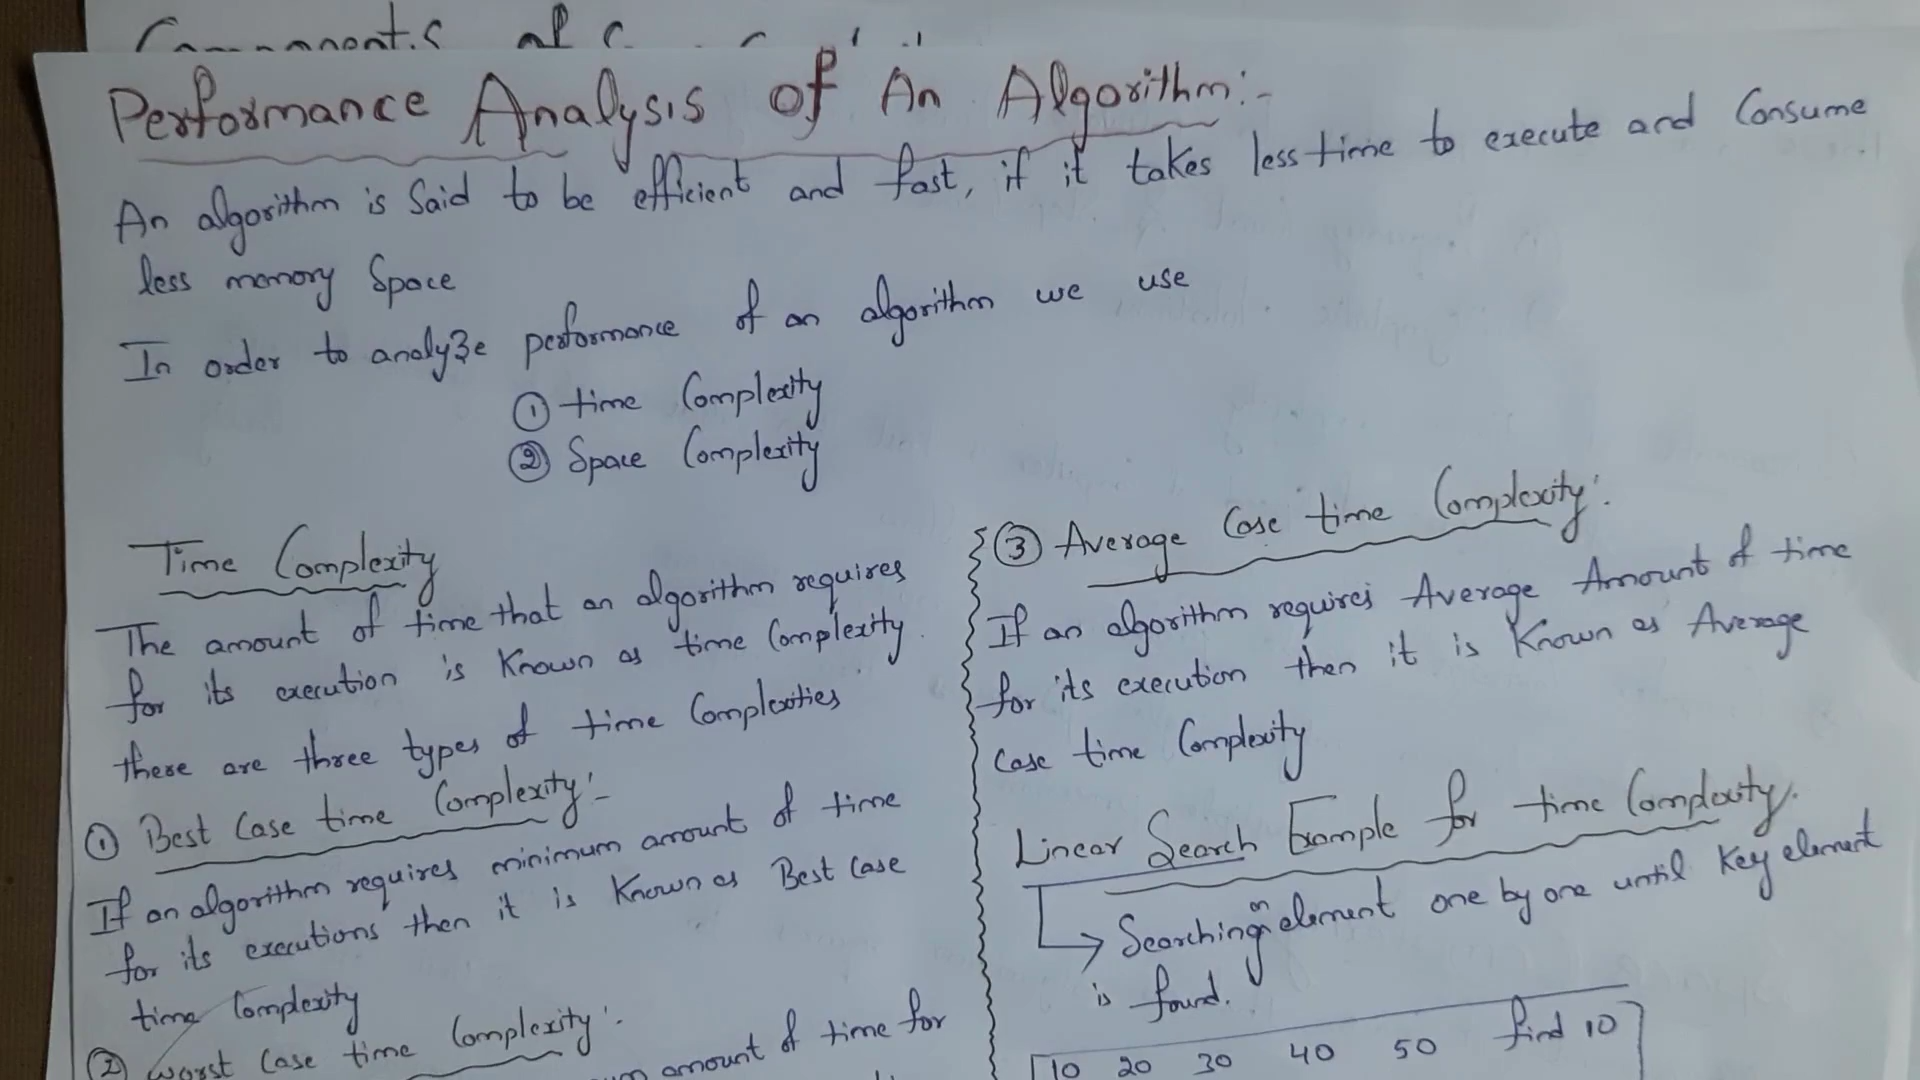 Performance Analysis of An Algorithm:-
An algorithm is Said to be efficient and fast, if it takes less time to execute and Consume
less memory Space
In order to analyze performance of an algorithm we use
① time Complexity
② Space Complexity
Time Complexity
The amount of time that an algorithm requires
for its execution is Known as time Complexity.
there are three types of time Complexities
① Best Case time Complexity:-
If an algorithm requires minimum amount of time
for its executions then it is Known as Best Case
time Complexity
② worst Case time Complexity:-
amount of time for
③ Average Case time Complexity:
If an algorithm requires Average Amount of time
for its execution then it is Known as Average
Case time Complexity
Linear Search Example for time Complexity.
→ Searching an element one by one until Key element
is found.
10 20 30 40 50 find 10